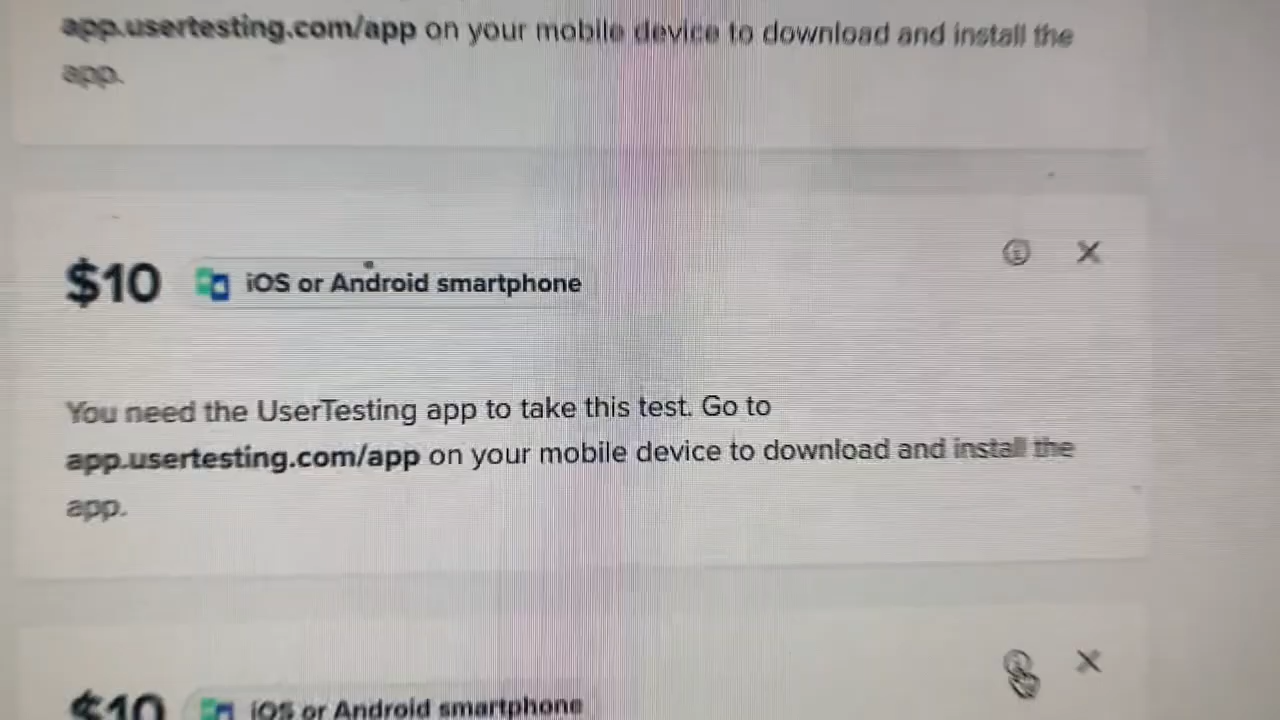 app.usertesting.com/app on your mobile device to download and install the
app.
$10 iOS or Android smartphone
You need the UserTesting app to take this test. Go to
app.usertesting.com/app on your mobile device to download and install the
app.
$10 iOS or Android smartphone